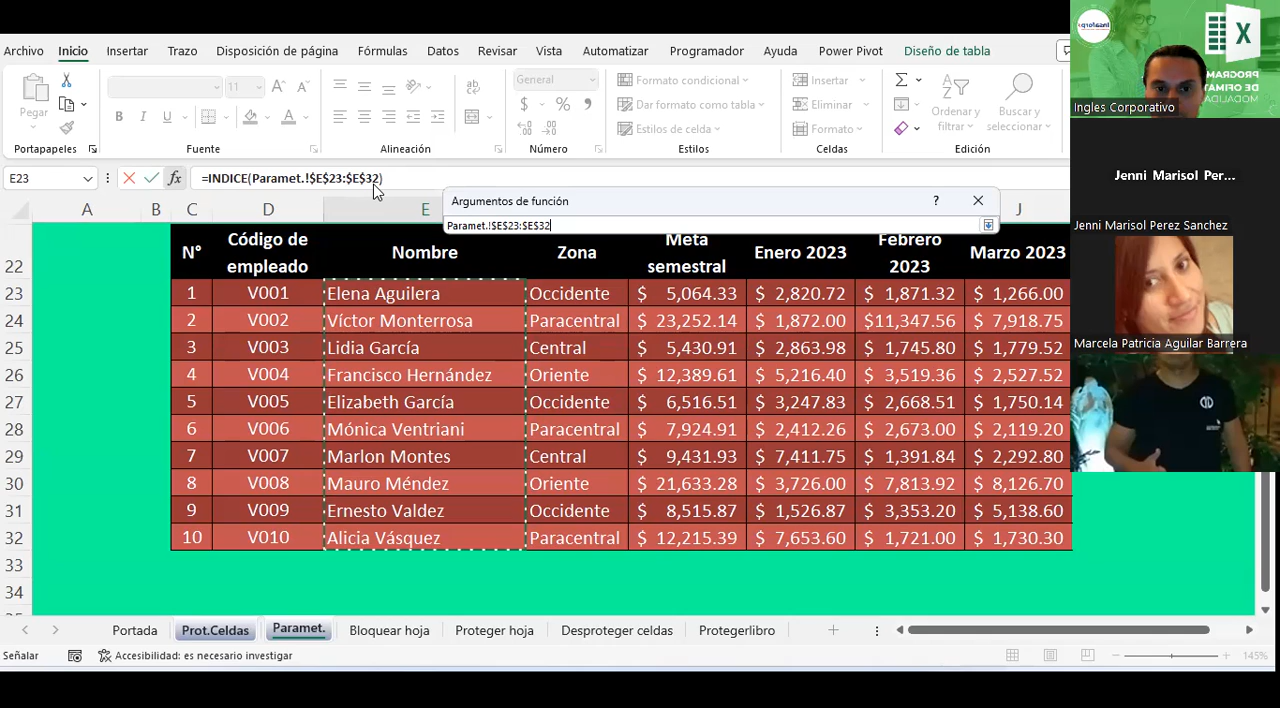 Archivo Inicio Insertar Trazo Disposición de página Fórmulas Datos Revisar Vista Automatizar Programador Ayuda Power Pivot Diseño de tabla
11 General Formato condicional Insertar
Pegar Dar formato como tabla Eliminar Ordenar y filtrar Buscar y seleccionar
Estilos de celda Formato
Portapapeles Fuente Alineación Número Estilos Celdas Edición
E23 fx =INDICE(Paramet.!$E$23:$E$32)
Argumentos de función ? ×
Paramet.!$E$23:$E$32
A B C D E J
22 N° Código de empleado Nombre Zona Meta semestral Enero 2023 Febrero 2023 Marzo 2023
23 1 V001 Elena Aguilera Occidente $ 5,064.33 $ 2,820.72 $ 1,871.32 $ 1,266.00
24 2 V002 Víctor Monterrosa Paracentral $ 23,252.14 $ 1,872.00 $11,347.56 $ 7,918.75
25 3 V003 Lidia García Central $ 5,430.91 $ 2,863.98 $ 1,745.80 $ 1,779.52
26 4 V004 Francisco Hernández Oriente $ 12,389.61 $ 5,216.40 $ 3,519.36 $ 2,527.52
27 5 V005 Elizabeth García Occidente $ 6,516.51 $ 3,247.83 $ 2,668.51 $ 1,750.14
28 6 V006 Mónica Ventriani Paracentral $ 7,924.91 $ 2,412.26 $ 2,673.00 $ 2,119.20
29 7 V007 Marlon Montes Central $ 9,431.93 $ 7,411.75 $ 1,391.84 $ 2,292.80
30 8 V008 Mauro Méndez Oriente $ 21,633.28 $ 3,726.00 $ 7,813.92 $ 8,126.70
31 9 V009 Ernesto Valdez Occidente $ 8,515.87 $ 1,526.87 $ 3,353.20 $ 5,138.60
32 10 V010 Alicia Vásquez Paracentral $ 12,215.39 $ 7,653.60 $ 1,721.00 $ 1,730.30
33
34
Portada Prot.Celdas Paramet. Bloquear hoja Proteger hoja Desproteger celdas Protegerlibro
Señalar Accesibilidad: es necesario investigar 145%
Ingles Corporativo
Jenni Marisol Per...
Jenni Marisol Perez Sanchez
Marcela Patricia Aguilar Barrera